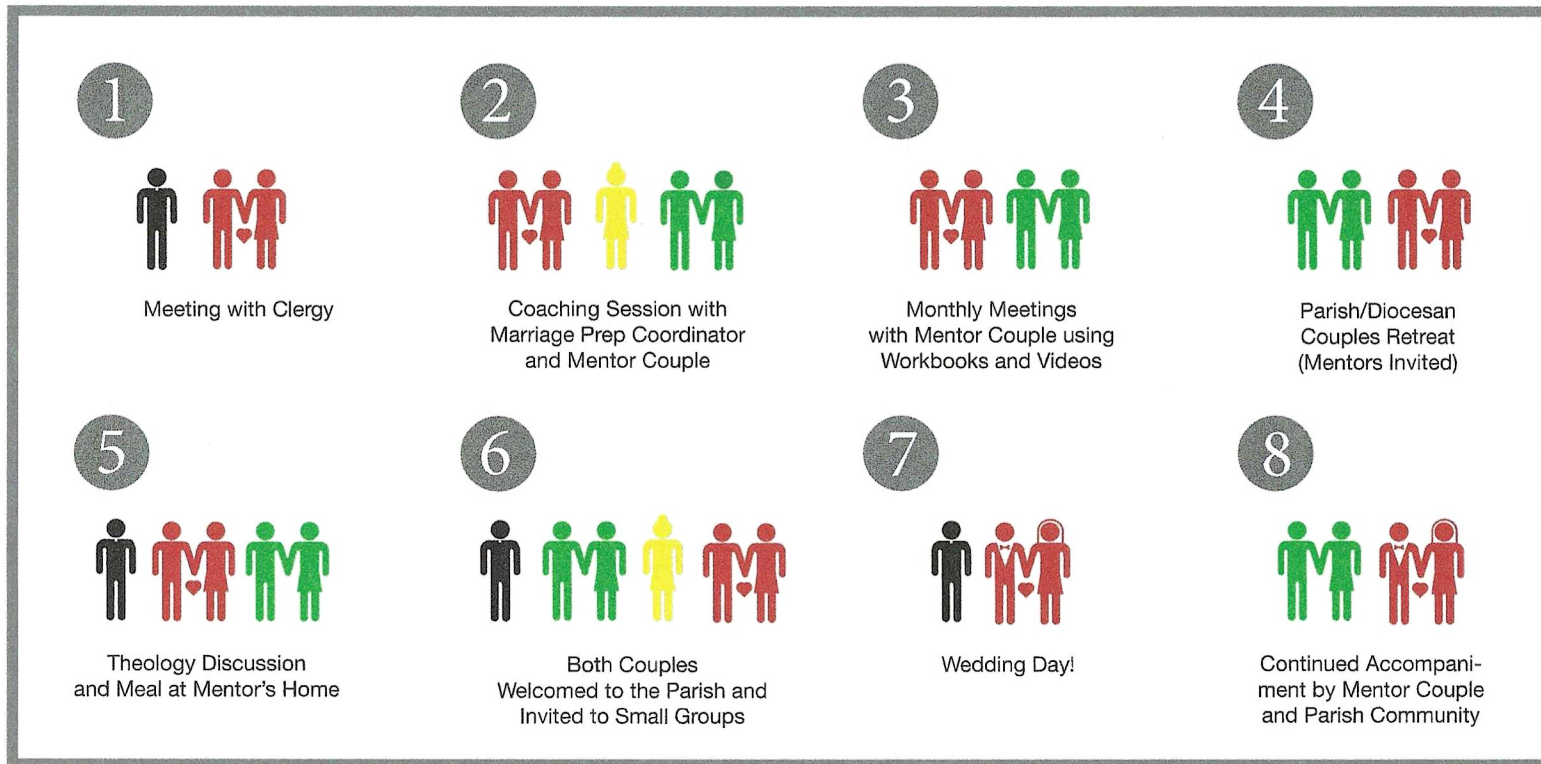 1
Meeting with Clergy
2
Coaching Session with
Marriage Prep Coordinator
and Mentor Couple
3
Monthly Meetings
with Mentor Couple using
Workbooks and Videos
4
Parish/Diocesan
Couples Retreat
(Mentors Invited)
5
Theology Discussion
and Meal at Mentor's Home
6
Both Couples
Welcomed to the Parish and
Invited to Small Groups
7
Wedding Day!
8
Continued Accompani-
ment by Mentor Couple
and Parish Community